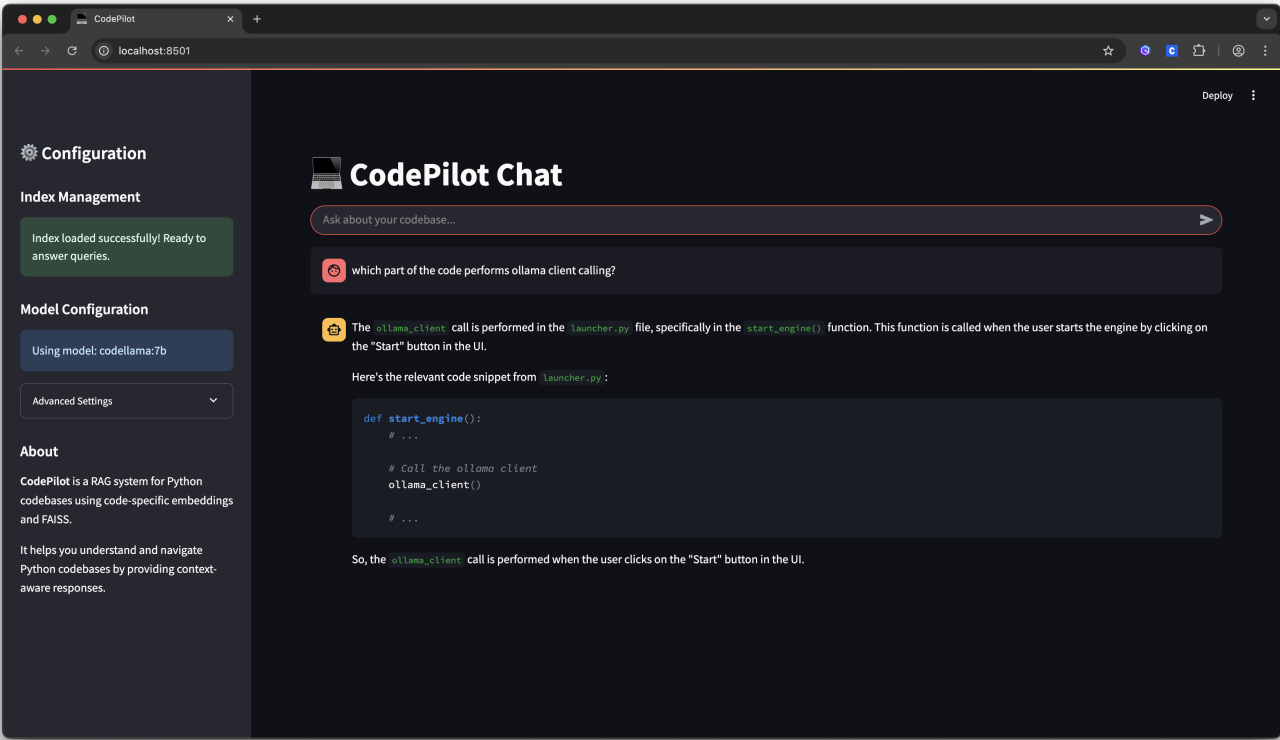 CodePilot
localhost:8501
Deploy
Configuration
Index Management
Index loaded successfully! Ready to
answer queries.
Model Configuration
Using model: codellama:7b
Advanced Settings
About
CodePilot is a RAG system for Python
codebases using code-specific embeddings
and FAISS.
It helps you understand and navigate
Python codebases by providing context-
aware responses.
CodePilot Chat
Ask about your codebase...
which part of the code performs ollama client calling?
The ollama_client call is performed in the launcher.py file, specifically in the start_engine() function. This function is called when the user starts the engine by clicking on
the "Start" button in the UI.
Here's the relevant code snippet from launcher.py:
def start_engine():
    # ...
    # Call the ollama client
    ollama_client()
    # ...
So, the ollama_client call is performed when the user clicks on the "Start" button in the UI.